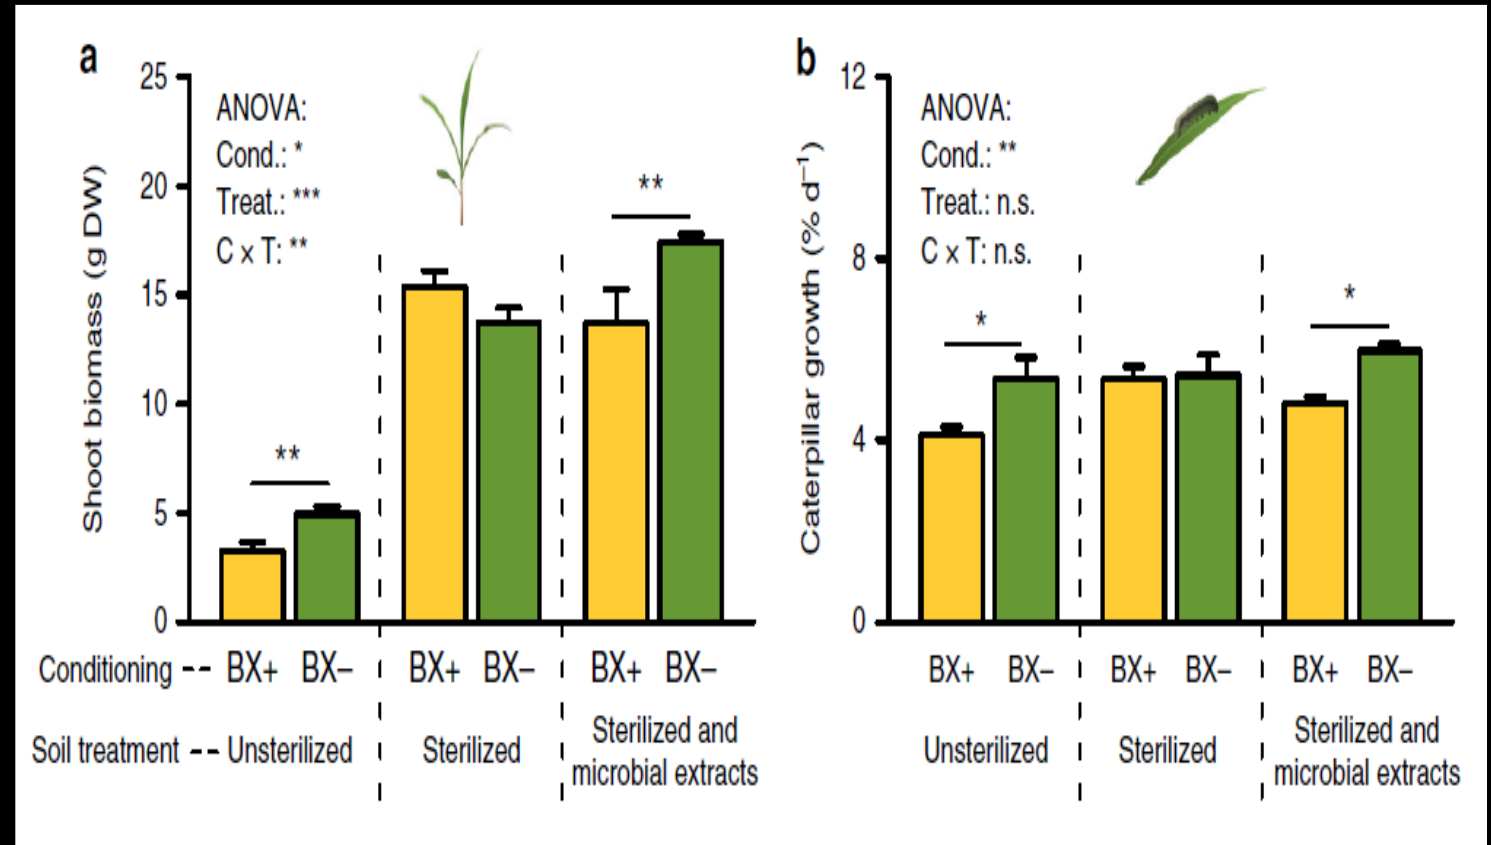 a
25
20
15
10
5
0
Shoot biomass (g DW)
ANOVA:
Cond.: *
Treat.: ***
C x T: **
**
**
Conditioning -- BX+ BX– BX+ BX– BX+ BX–
Soil treatment -- Unsterilized Sterilized Sterilized and
microbial extracts
b
12
8
4
0
Caterpillar growth (% d⁻¹)
ANOVA:
Cond.: **
Treat.: n.s.
C x T: n.s.
*
*
BX+ BX– BX+ BX– BX+ BX–
Unsterilized Sterilized Sterilized and
microbial extracts